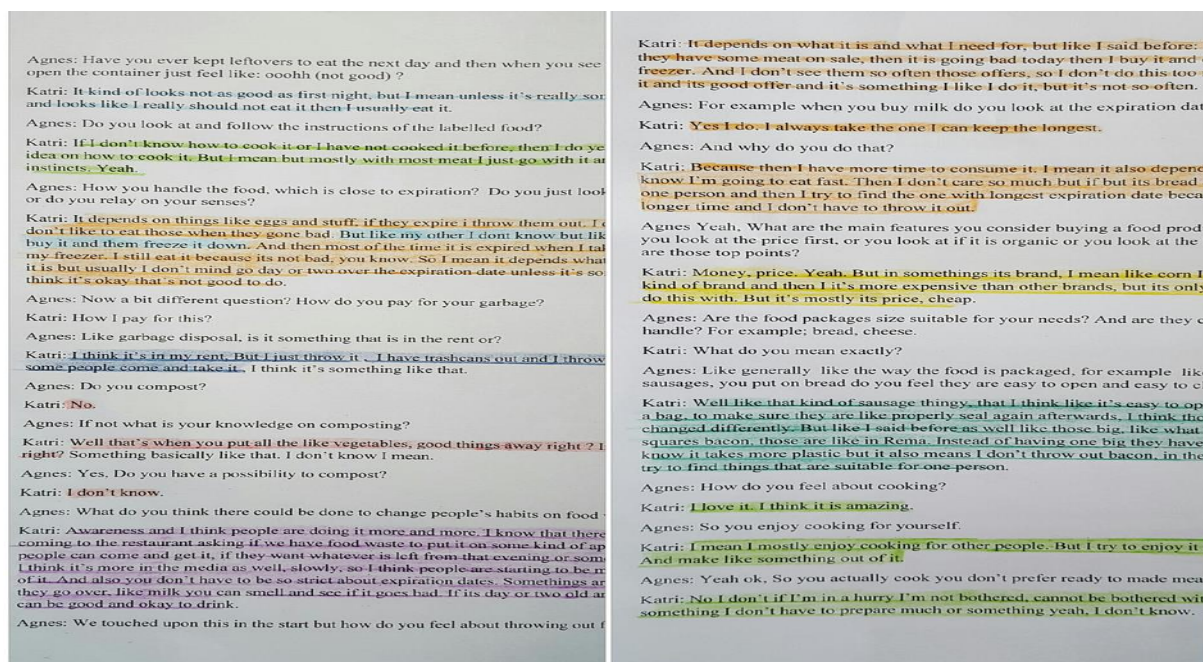 Agnes: Have you ever kept leftovers to eat the next day and then when you see
open the container just feel like: ooohh (not good) ?
Katri: It kind of looks not as good as first night, but I mean unless it's really
and looks like I really should not eat it then I usually eat it.
Agnes: Do you look at and follow the instructions of the labelled food?
Katri: If I don't know how to cook it or I have not cooked it before, then I do
idea on how to cook it. But I mean but mostly with most meat I just go with it
instincts. Yeah.
Agnes: How you handle the food, which is close to expiration? Do you just
or do you relay on your senses?
Katri: It depends on things like eggs and stuff, if they expire i throw them out. I
don't like to eat those when they gone bad. But like my other I dont know but
buy it and them freeze it down. And then most of the time it is expired when I
my freezer. I still eat it because its not bad, you know. So I mean it depends
it is but usually I don't mind go day or two over the expiration date unless it's
think it's okay that's not good to do.
Agnes: Now a bit different question? How do you pay for your garbage?
Katri: How I pay for this?
Agnes: Like garbage disposal, is it something that is in the rent or?
Katri: I think it's in my rent, But I just throw it , I have trashcans out and I throw
some people come and take it , I think it's something like that.
Agnes: Do you compost?
Katri: No.
Agnes: If not what is your knowledge on composting?
Katri: Well that's when you put all the like vegetables, good things away right ?
right? Something basically like that. I don't know I mean.
Agnes: Yes, Do you have a possibility to compost?
Katri: I don't know.
Agnes: What do you think there could be done to change people's habits on food
Katri: Awareness and I think people are doing it more and more. I know that there
coming to the restaurant asking if we have food waste to put it on some kind of
people can come and get it, if they want whatever is left from that evening or
I think it's more in the media as well, slowly, so I think people are starting to be
of it. And also you don't have to be so strict about expiration dates. Somethings
they go over, like milk you can smell and see if it goes bad. If its day or two old
can be good and okay to drink.
Agnes: We touched upon this in the start but how do you feel about throwing out
Katri: It depends on what it is and what I need for, but like I said before:
they have some meat on sale, then it is going bad today then I buy it and
freezer. And I don't see them so often those offers, so I don't do this too
it and its good offer and it's something I like I do it, but it's not so often.
Agnes: For example when you buy milk do you look at the expiration
Katri: Yes I do. I always take the one I can keep the longest.
Agnes: And why do you do that?
Katri: Because then I have more time to consume it. I mean it also
know I'm going to eat fast. Then I don't care so much but if but its bread
one person and then I try to find the one with longest expiration date
longer time and I don't have to throw it out.
Agnes Yeah, What are the main features you consider buying a food
you look at the price first, or you look at if it is organic or you look at the
are those top points?
Katri: Money, price. Yeah. But in somethings its brand, I mean like corn I
kind of brand and then I it's more expensive than other brands, but its only
do this with. But it's mostly its price, cheap.
Agnes: Are the food packages size suitable for your needs? And are they
handle? For example; bread, cheese.
Katri: What do you mean exactly?
Agnes: Like generally like the way the food is packaged, for example
sausages, you put on bread do you feel they are easy to open and easy to
Katri: Well like that kind of sausage thingy, that I think like it's easy to
a bag, to make sure they are like properly seal again afterwards, I think
changed differently. But like I said before as well like those big, like what
squares bacon, those are like in Rema. Instead of having one big they have
know it takes more plastic but it also means I don't throw out bacon, in the
try to find things that are suitable for one person.
Agnes: How do you feel about cooking?
Katri: I love it. I think it is amazing.
Agnes: So you enjoy cooking for yourself.
Katri: I mean I mostly enjoy cooking for other people. But I try to enjoy it
And make like something out of it.
Agnes: Yeah ok, So you actually cook you don't prefer ready to made
Katri: No I don't if I'm in a hurry I'm not bothered, cannot be bothered
something I don't have to prepare much or something yeah, I don't know.